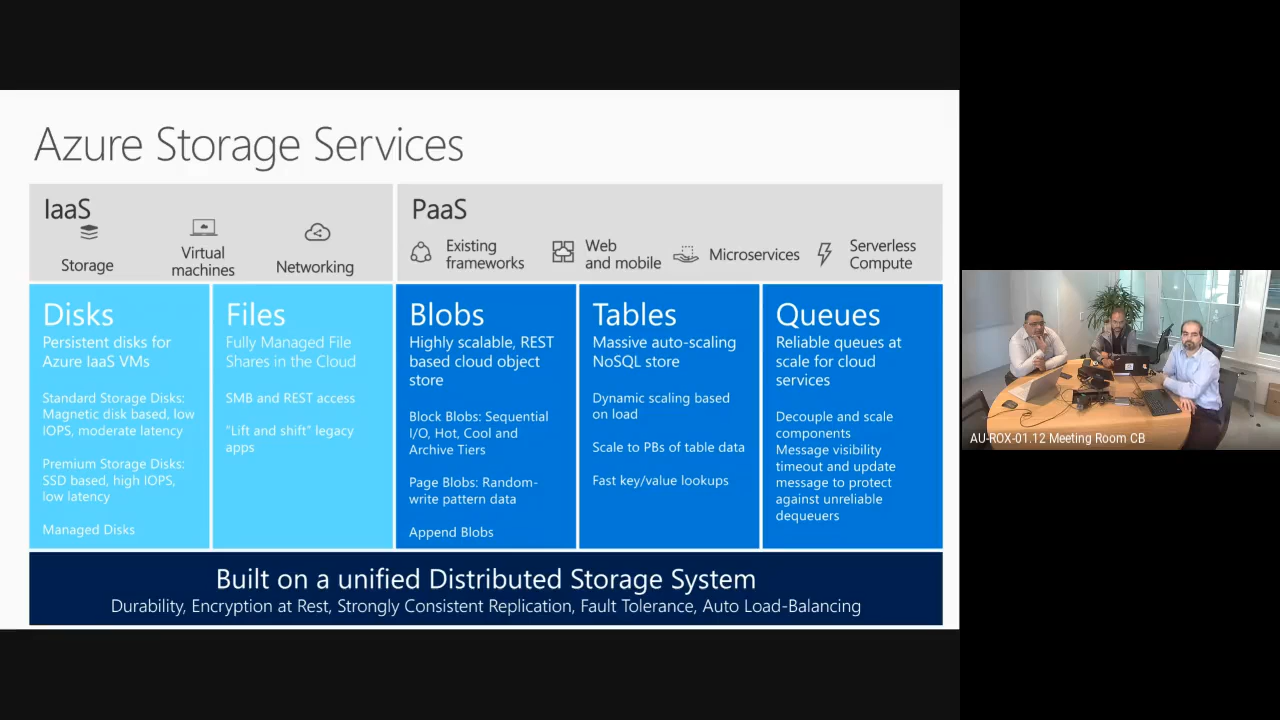 Azure Storage Services
IaaS
Storage
Virtual
machines
Networking
PaaS
Existing
frameworks
Web
and mobile
Microservices
Serverless
Compute
Disks
Persistent disks for
Azure IaaS VMs
Standard Storage Disks:
Magnetic disk based, low
IOPS, moderate latency
Premium Storage Disks:
SSD based, high IOPS,
low latency
Managed Disks
Files
Fully Managed File
Shares in the Cloud
SMB and REST access
"Lift and shift" legacy
apps
Blobs
Highly scalable, REST
based cloud object
store
Block Blobs: Sequential
I/O, Hot, Cool and
Archive Tiers
Page Blobs: Random-
write pattern data
Append Blobs
Tables
Massive auto-scaling
NoSQL store
Dynamic scaling based
on load
Scale to PBs of table data
Fast key/value lookups
Queues
Reliable queues at
scale for cloud
services
Decouple and scale
components
Message visibility
timeout and update
message to protect
against unreliable
dequeuers
Built on a unified Distributed Storage System
Durability, Encryption at Rest, Strongly Consistent Replication, Fault Tolerance, Auto Load-Balancing
AU-ROX-01.12 Meeting Room CB